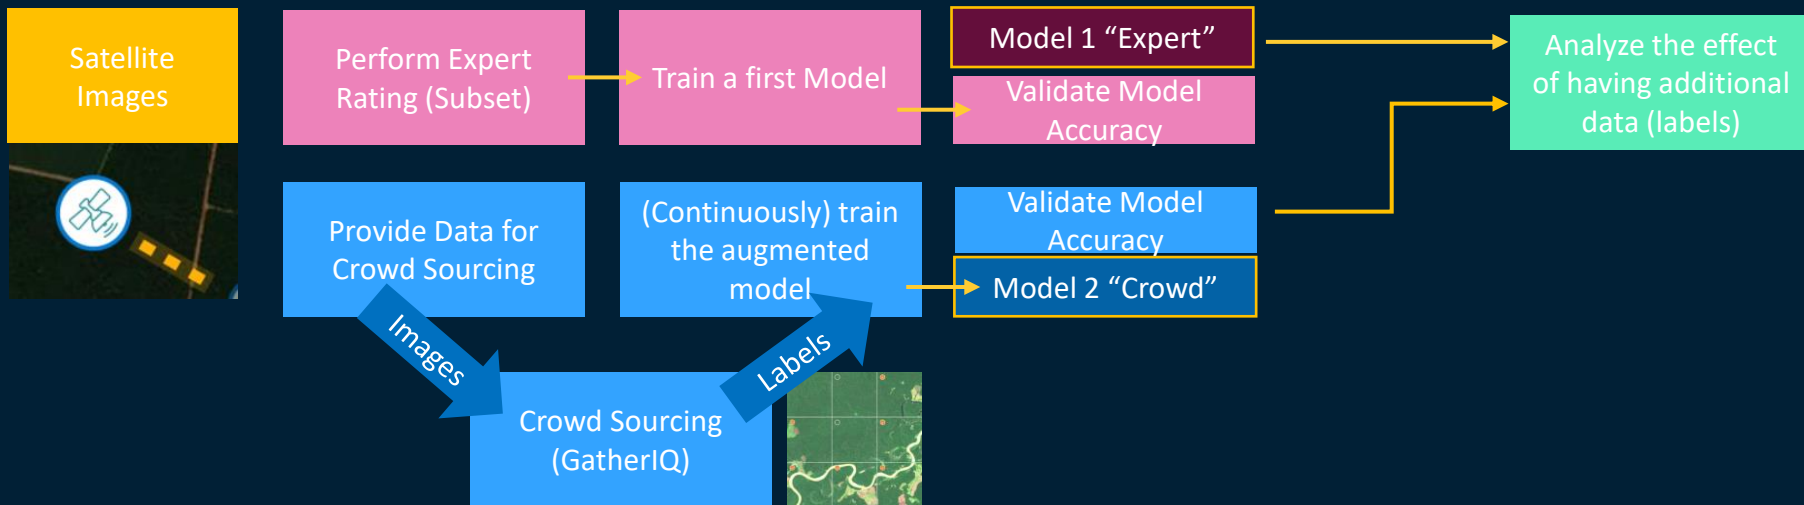 Satellite
Images
Perform Expert
Rating (Subset)
Train a first Model
Model 1 “Expert”
Validate Model
Accuracy
Analyze the effect
of having additional
data (labels)
Provide Data for
Crowd Sourcing
(Continuously) train
the augmented
model
Validate Model
Accuracy
Model 2 “Crowd”
Images
Labels
Crowd Sourcing
(GatherIQ)